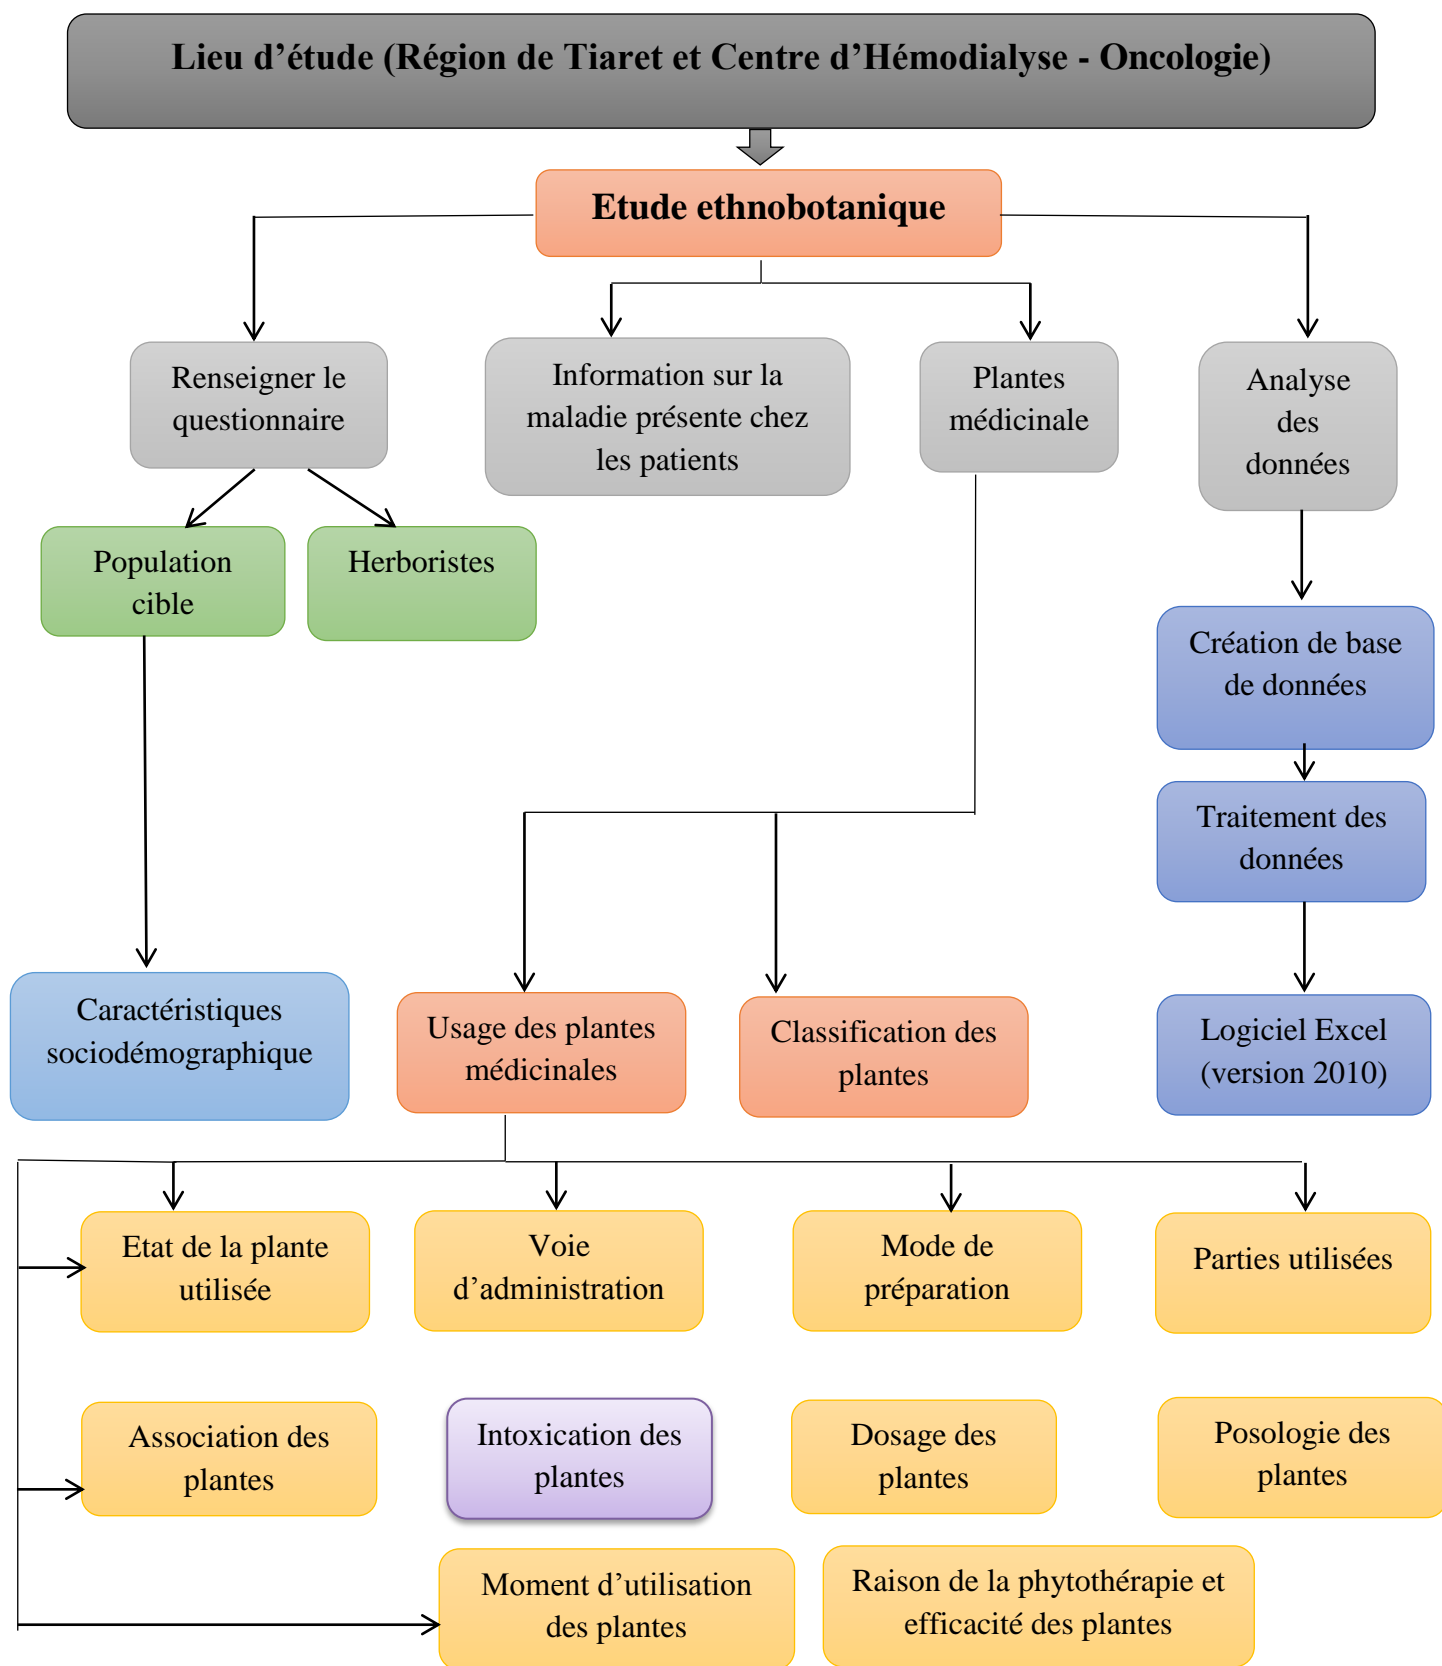 Lieu d’étude (Région de Tiaret et Centre d’Hémodialyse - Oncologie)
Etude ethnobotanique
Renseigner le
questionnaire
Information sur la
maladie présente chez
les patients
Plantes
médicinale
Analyse
des
données
Population
cible
Herboristes
Création de base
de données
Traitement des
données
Caractéristiques
sociodémographique
Usage des plantes
médicinales
Classification des
plantes
Logiciel Excel
(version 2010)
Etat de la plante
utilisée
Voie
d’administration
Mode de
préparation
Parties utilisées
Association des
plantes
Intoxication des
plantes
Dosage des
plantes
Posologie des
plantes
Moment d’utilisation
des plantes
Raison de la phytothérapie et
efficacité des plantes